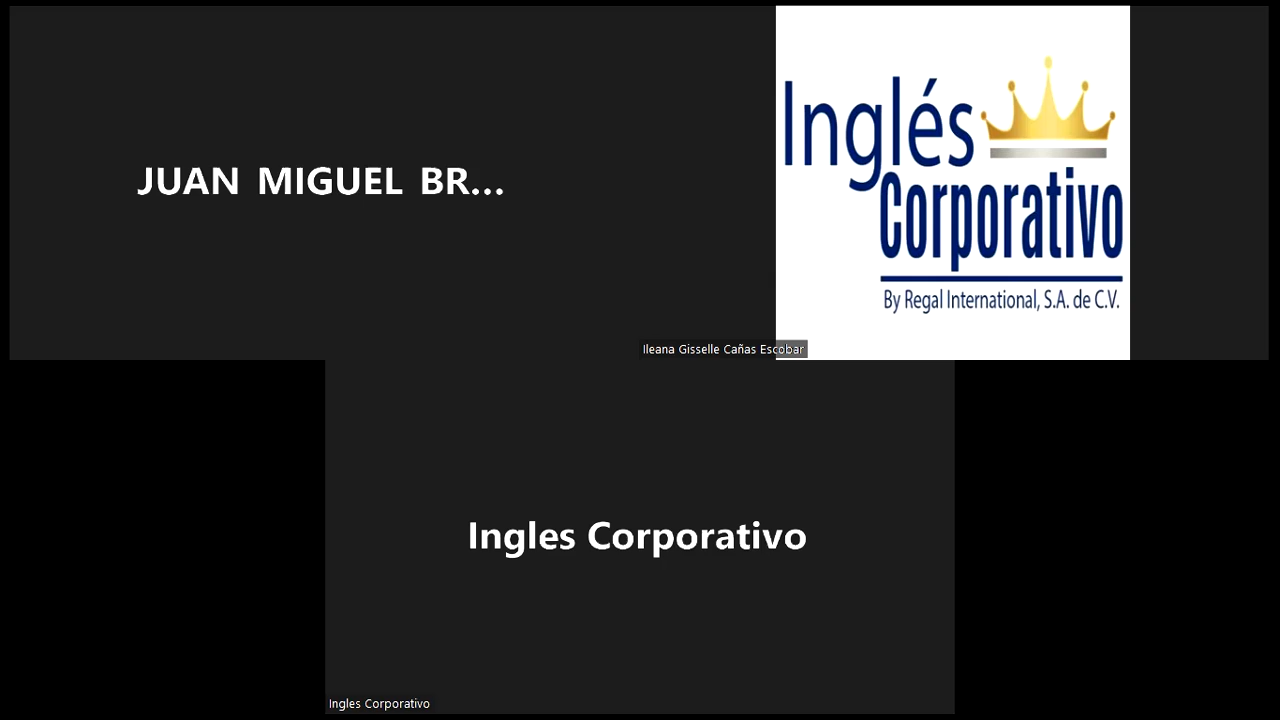 JUAN MIGUEL BR...
Inglés
Corporativo
By Regal International, S.A. de C.V.
Ileana Gisselle Cañas Escobar
Ingles Corporativo
Ingles Corporativo